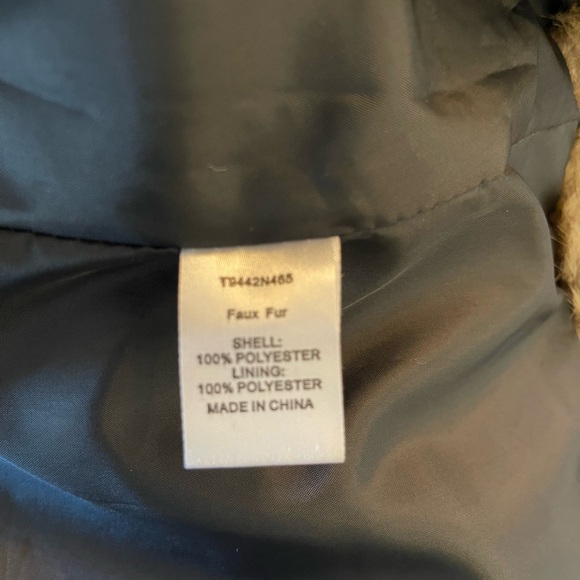 T9442N465
Faux Fur
SHELL:
100% POLYESTER
LINING:
100% POLYESTER
MADE IN CHINA